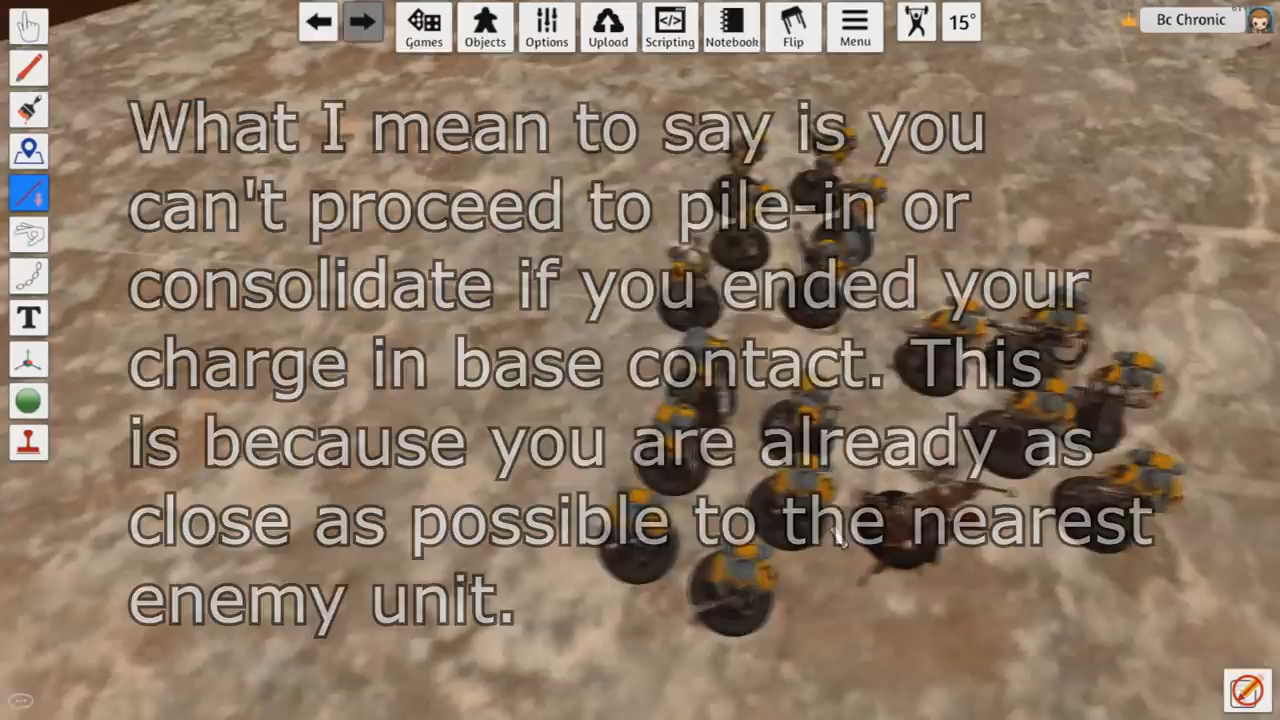 Games Objects Options Upload Scripting Notebook Flip Menu 15° Bc Chronic
What I mean to say is you
can't proceed to pile-in or
consolidate if you ended your
charge in base contact. This
is because you are already as
close as possible to the nearest
enemy unit.
T